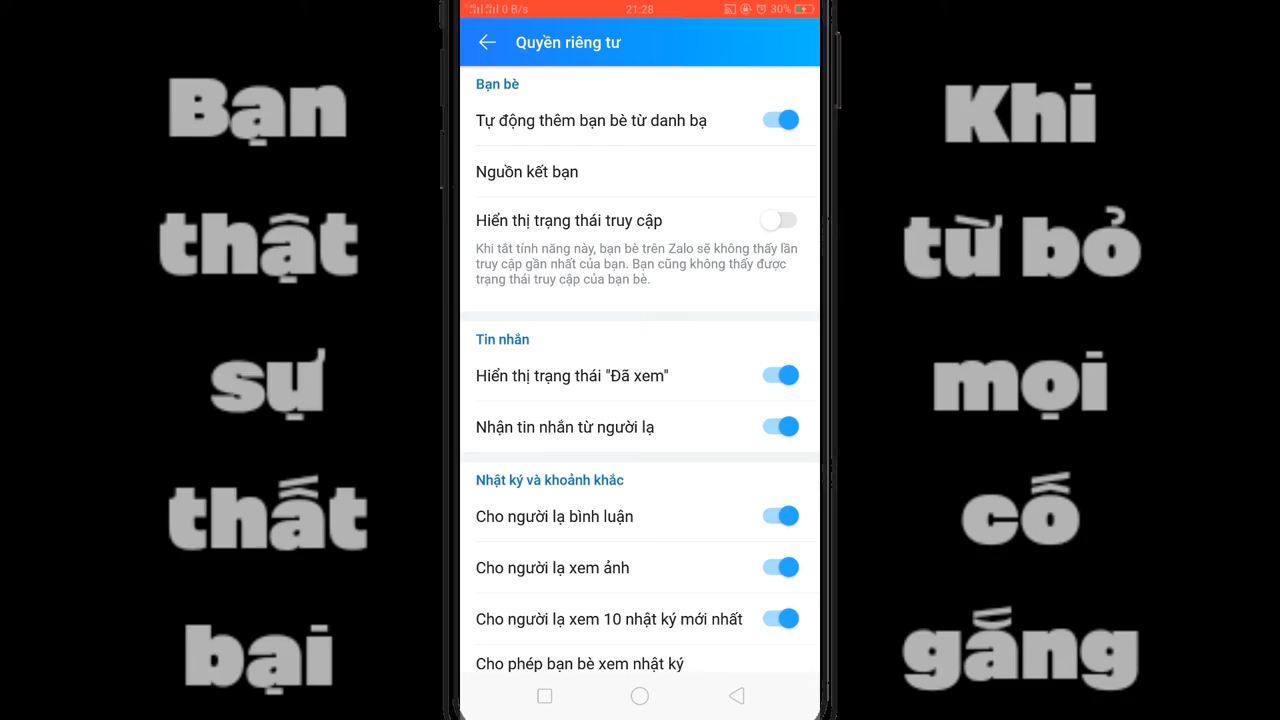 0 B/s 21:28 30%
Quyền riêng tư
Bạn bè
Tự động thêm bạn bè từ danh bạ
Nguồn kết bạn
Hiển thị trạng thái truy cập
Khi tắt tính năng này, bạn bè trên Zalo sẽ không thấy lần
truy cập gần nhất của bạn. Bạn cũng không thấy được
trạng thái truy cập của bạn bè.
Tin nhắn
Hiển thị trạng thái "Đã xem"
Nhận tin nhắn từ người lạ
Nhật ký và khoảnh khắc
Cho người lạ bình luận
Cho người lạ xem ảnh
Cho người lạ xem 10 nhật ký mới nhất
Cho phép bạn bè xem nhật ký
Bạn
thật
sự
thất
bại
Khi
từ bỏ
mọi
cố
gắng